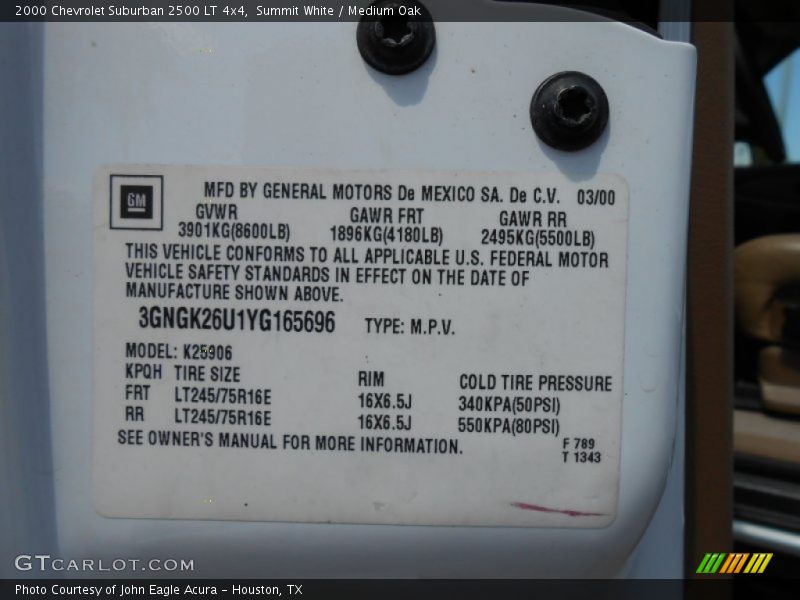 2000 Chevrolet Suburban 2500 LT 4x4, Summit White / Medium Oak
GM
MFD BY GENERAL MOTORS De MEXICO SA. De C.V. 03/00
GVWR GAWR FRT GAWR RR
3901KG(8600LB) 1896KG(4180LB) 2495KG(5500LB)
THIS VEHICLE CONFORMS TO ALL APPLICABLE U.S. FEDERAL MOTOR
VEHICLE SAFETY STANDARDS IN EFFECT ON THE DATE OF
MANUFACTURE SHOWN ABOVE.
3GNGK26U1YG165696 TYPE: M.P.V.
MODEL: K25906
KPQH TIRE SIZE RIM COLD TIRE PRESSURE
FRT LT245/75R16E 16X6.5J 340KPA(50PSI)
RR LT245/75R16E 16X6.5J 550KPA(80PSI)
SEE OWNER'S MANUAL FOR MORE INFORMATION. F 789
T 1343
GTCARLOT.COM
Photo Courtesy of John Eagle Acura - Houston, TX